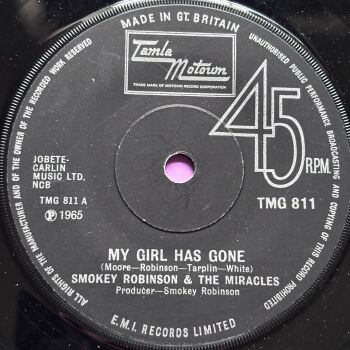 MADE IN GT. BRITAIN
Tamla
Motown
TRADE MARK OF MOTOWN RECORD CORPORATION
45
R.P.M.
JOBETE-
CARLIN
MUSIC LTD.
NCB
TMG 811 A
℗ 1965
TMG 811
MY GIRL HAS GONE
(Moore–Robinson–Tarplin–White)
SMOKEY ROBINSON & THE MIRACLES
Producer – Smokey Robinson
E.M.I. RECORDS LIMITED
ALL RIGHTS OF THE MANUFACTURER AND OF THE OWNER OF THE RECORDED WORK RESERVED
UNAUTHORISED PUBLIC PERFORMANCE BROADCASTING AND COPYING OF THIS RECORD PROHIBITED